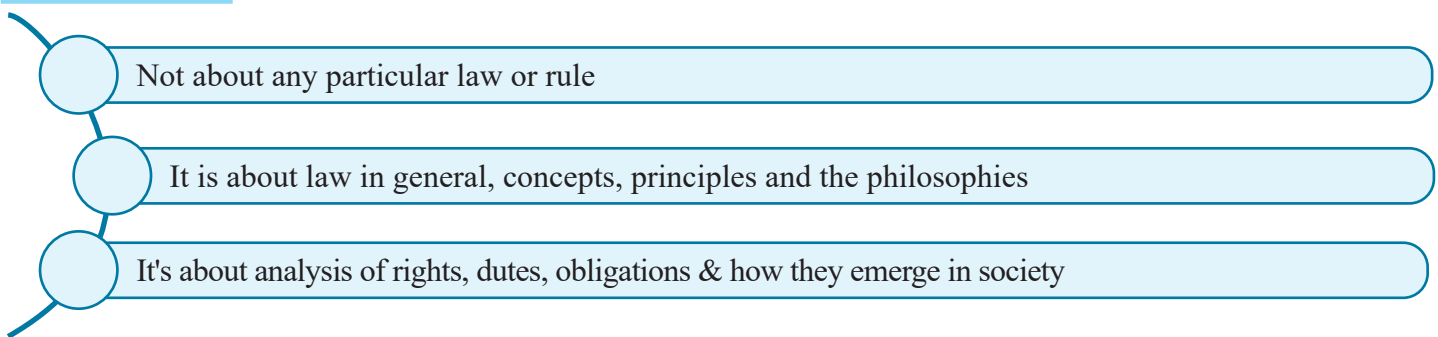 Not about any particular law or rule
It is about law in general, concepts, principles and the philosophies
It's about analysis of rights, dutes, obligations & how they emerge in society